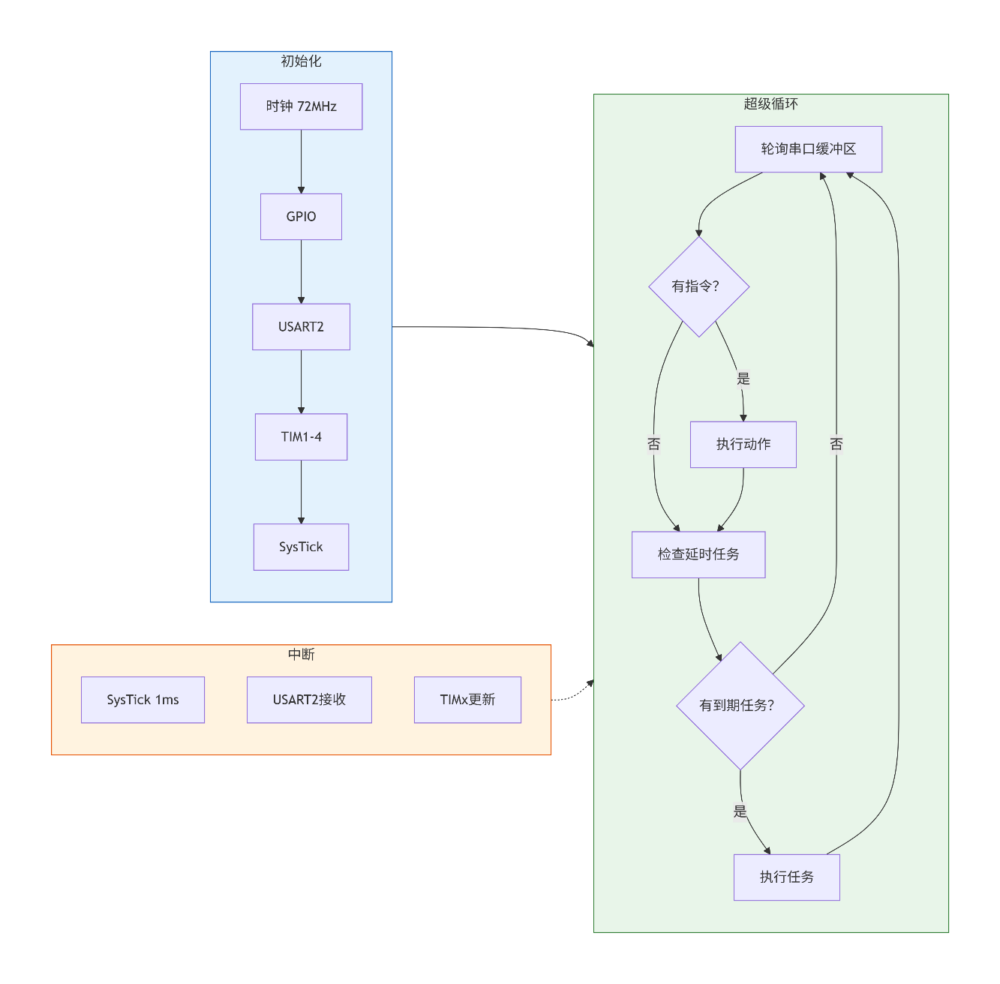 初始化
时钟 72MHz
GPIO
USART2
TIM1-4
SysTick
中断
SysTick 1ms
USART2接收
TIMx更新
超级循环
轮询串口缓冲区
有指令？
是
否
执行动作
否
检查延时任务
有到期任务？
是
执行任务